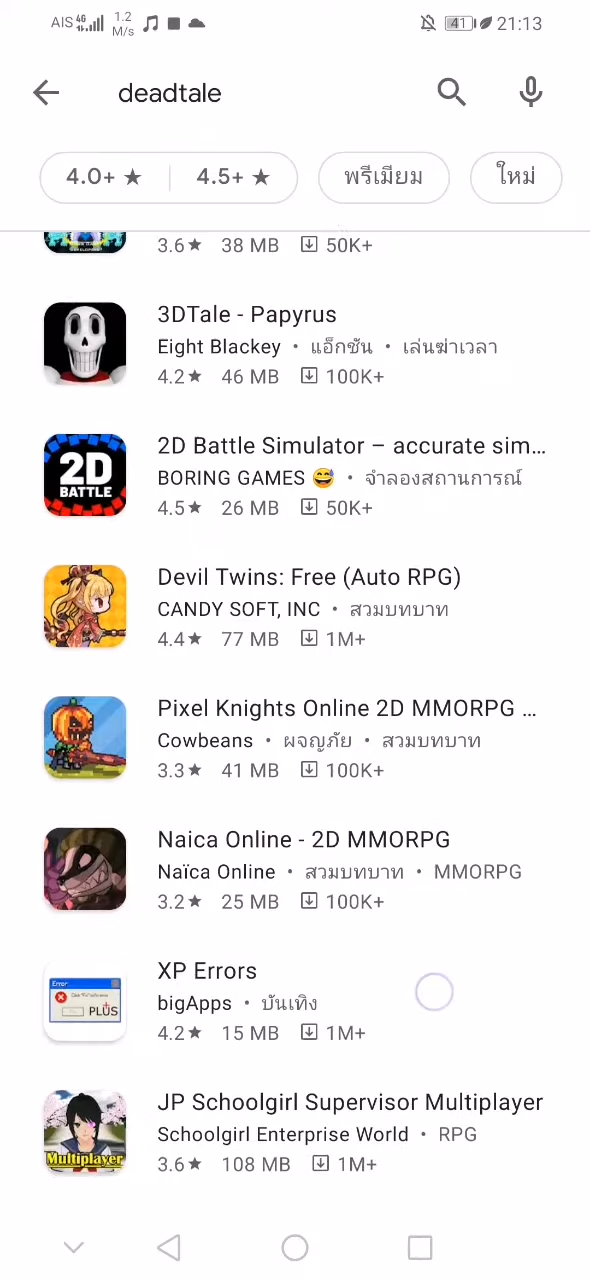 AIS 4G 1.2 M/s 41 21:13
deadtale
4.0+ ★ 4.5+ ★ พรีเมียม ใหม่
3.6★ 38 MB 50K+
3DTale - Papyrus
Eight Blackey • แอ็กชัน • เล่นฆ่าเวลา
4.2★ 46 MB 100K+
2D BATTLE
2D Battle Simulator – accurate sim...
BORING GAMES 😅 • จำลองสถานการณ์
4.5★ 26 MB 50K+
Devil Twins: Free (Auto RPG)
CANDY SOFT, INC • สวมบทบาท
4.4★ 77 MB 1M+
Pixel Knights Online 2D MMORPG ...
Cowbeans • ผจญภัย • สวมบทบาท
3.3★ 41 MB 100K+
Naica Online - 2D MMORPG
Naïca Online • สวมบทบาท • MMORPG
3.2★ 25 MB 100K+
Error
PLUS
XP Errors
bigApps • บันเทิง
4.2★ 15 MB 1M+
Multiplayer
JP Schoolgirl Supervisor Multiplayer
Schoolgirl Enterprise World • RPG
3.6★ 108 MB 1M+